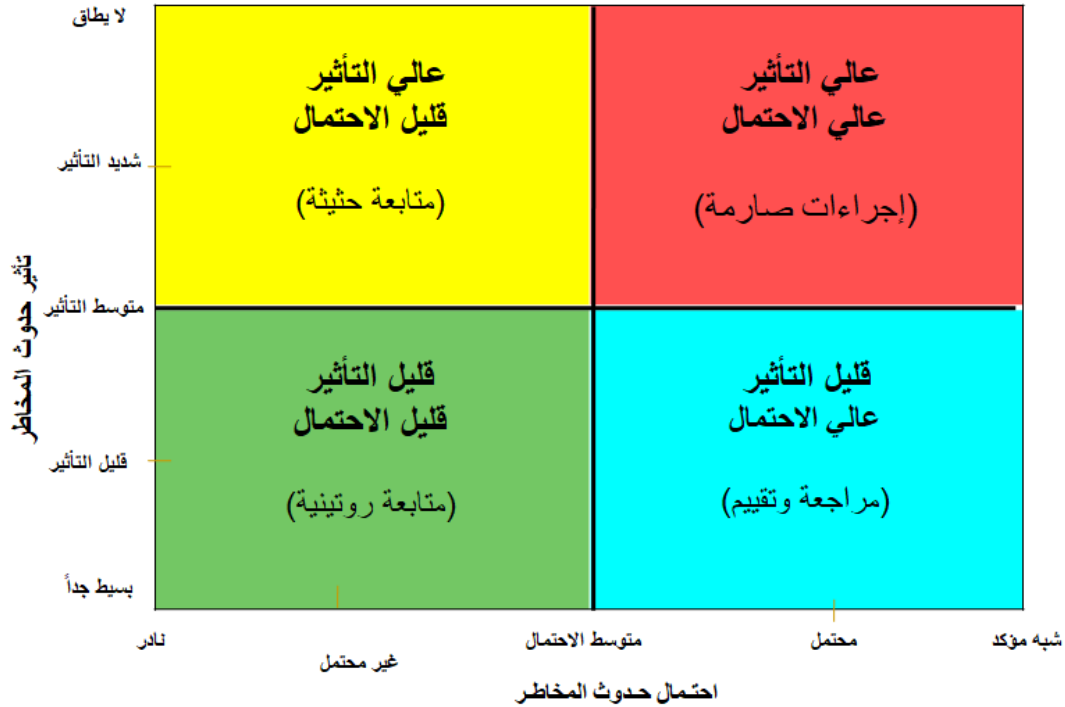 لا يطاق
عالي التأثير
عالي الاحتمال
(إجراءات صارمة)
عالي التأثير
قليل الاحتمال
(متابعة حثيثة)
شديد التأثير
تأثير حدوث المخاطر
متوسط التأثير
قليل التأثير
عالي الاحتمال
(مراجعة وتقييم)
قليل التأثير
قليل الاحتمال
(متابعة روتينية)
قليل التأثير
بسيط جداً
شبه مؤكد
محتمل
متوسط الاحتمال
غير محتمل
نادر
احتمال حدوث المخاطر